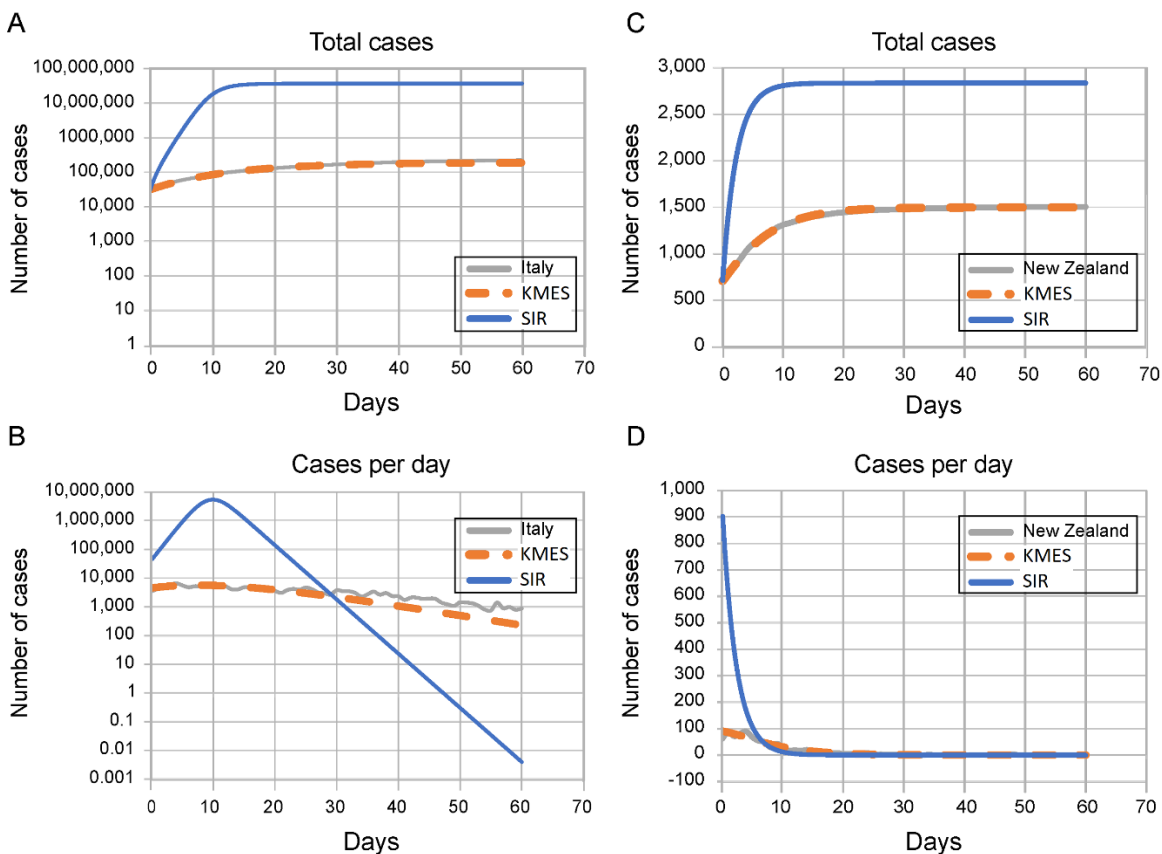 A
Total cases
Number of cases
100,000,000
10,000,000
1000,000
100,000
10,000
1,000
100
10
1
0 10 20 30 40 50 60 70
Days
Italy
KMES
SIR
C
Total cases
Number of cases
3,000
2,500
2,000
1,500
1,000
500
0
0 10 20 30 40 50 60 70
Days
New Zealand
KMES
SIR
B
Cases per day
Number of cases
10,000,000
1,000,000
100,000
10,000
1,000
100
10
1
0.1
0.01
0.001
0 10 20 30 40 50 60 70
Days
Italy
KMES
SIR
D
Cases per day
Number of cases
1,000
900
800
700
600
500
400
300
200
100
0
-100
0 10 20 30 40 50 60 70
Days
New Zealand
KMES
SIR